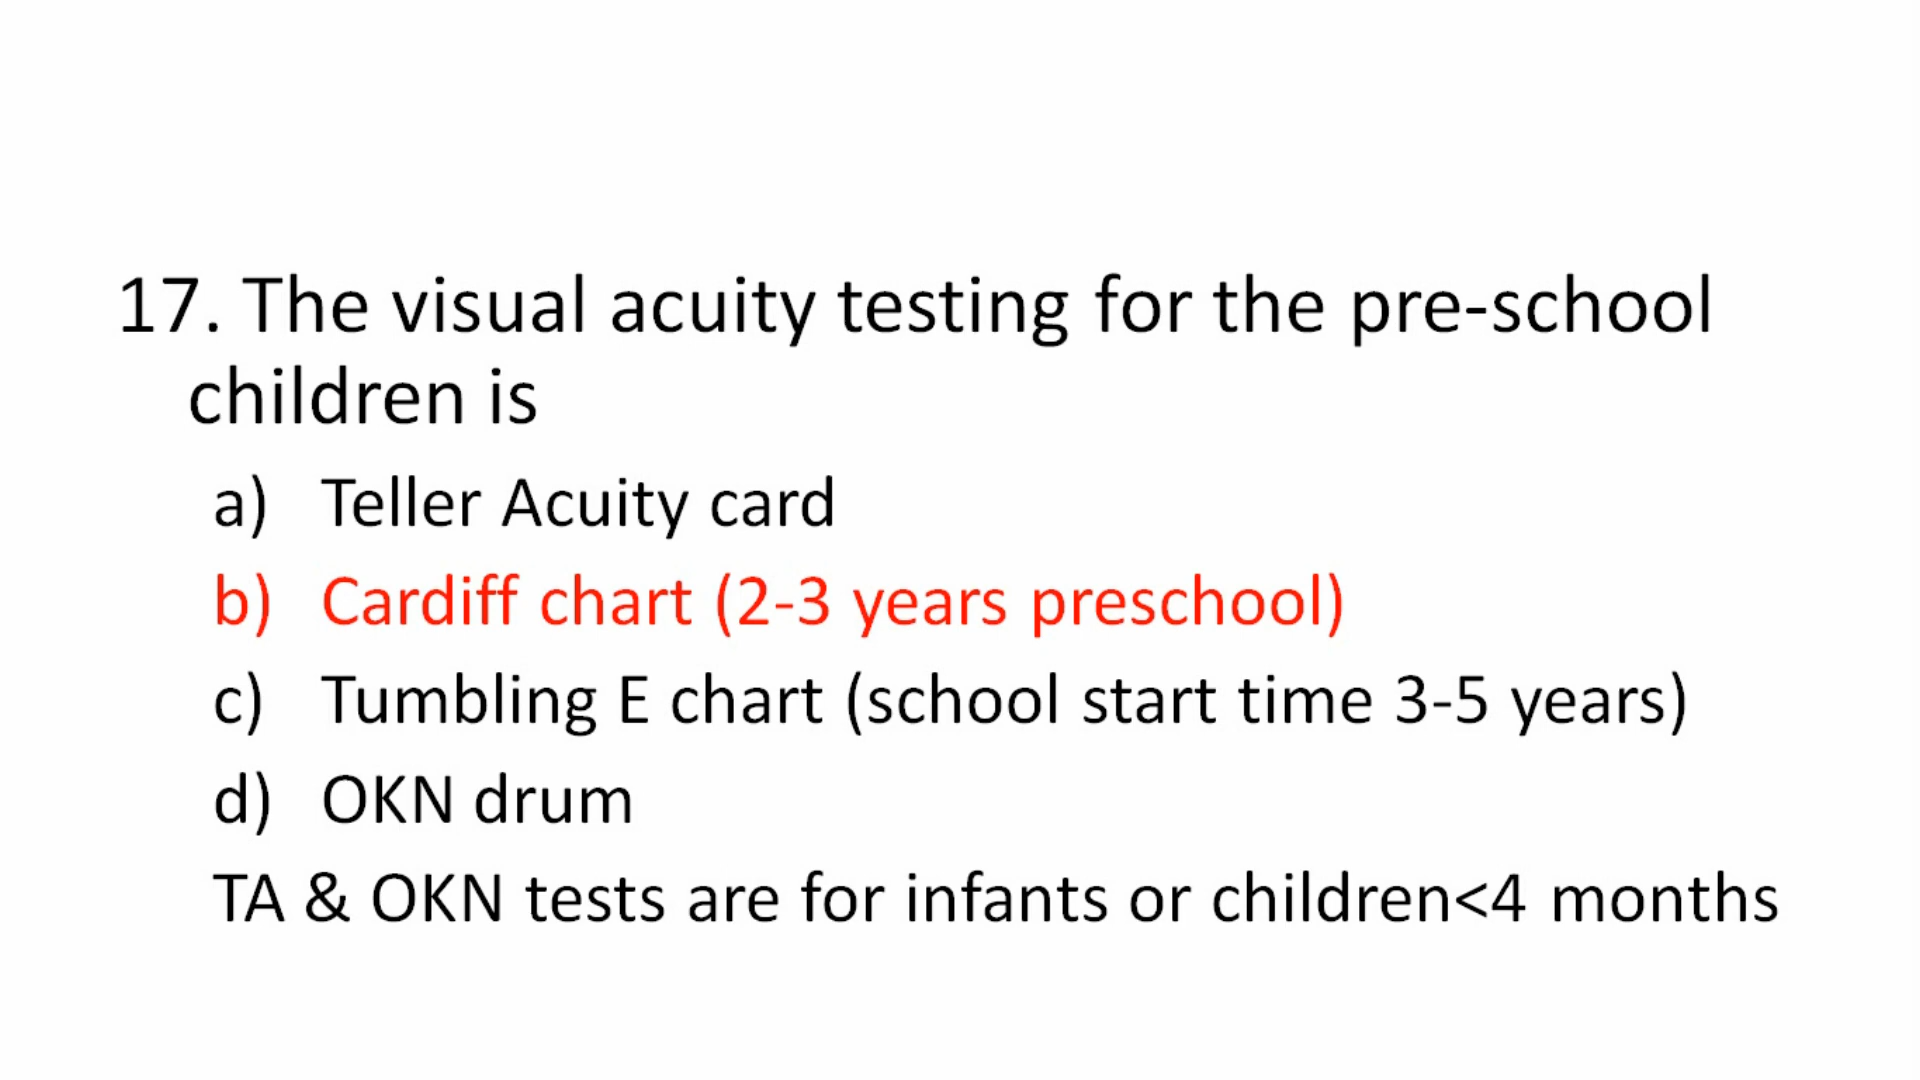 17. The visual acuity testing for the pre-school
children is
a) Teller Acuity card
b) Cardiff chart (2-3 years preschool)
c) Tumbling E chart (school start time 3-5 years)
d) OKN drum
TA & OKN tests are for infants or children<4 months